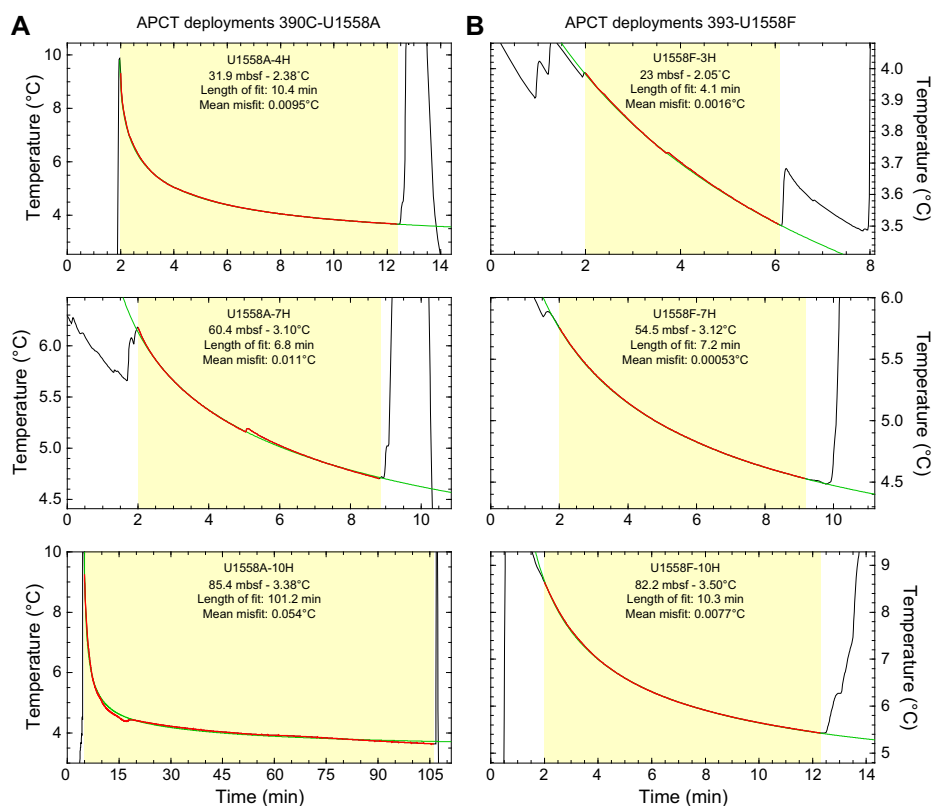 A
APCT deployments 390C-U1558A
B
APCT deployments 393-U1558F
U1558A-4H
31.9 mbsf - 2.38°C
Length of fit: 10.4 min
Mean misfit: 0.0095°C
Temperature (°C)
10
8
6
4
0 2 4 6 8 10 12 14
U1558F-3H
23 mbsf - 2.05°C
Length of fit: 4.1 min
Mean misfit: 0.0016°C
Temperature (°C)
4.0
3.9
3.8
3.7
3.6
3.5
0 2 4 6 8
U1558A-7H
60.4 mbsf - 3.10°C
Length of fit: 6.8 min
Mean misfit: 0.011°C
Temperature (°C)
6.0
5.5
5.0
4.5
0 2 4 6 8 10
U1558F-7H
54.5 mbsf - 3.12°C
Length of fit: 7.2 min
Mean misfit: 0.00053°C
Temperature (°C)
6.0
5.5
5.0
4.5
0 2 4 6 8 10
U1558A-10H
85.4 mbsf - 3.38°C
Length of fit: 101.2 min
Mean misfit: 0.054°C
Temperature (°C)
10
8
6
4
0 15 30 45 60 75 90 105
Time (min)
U1558F-10H
82.2 mbsf - 3.50°C
Length of fit: 10.3 min
Mean misfit: 0.0077°C
Temperature (°C)
9
8
7
6
5
0 2 4 6 8 10 12 14
Time (min)